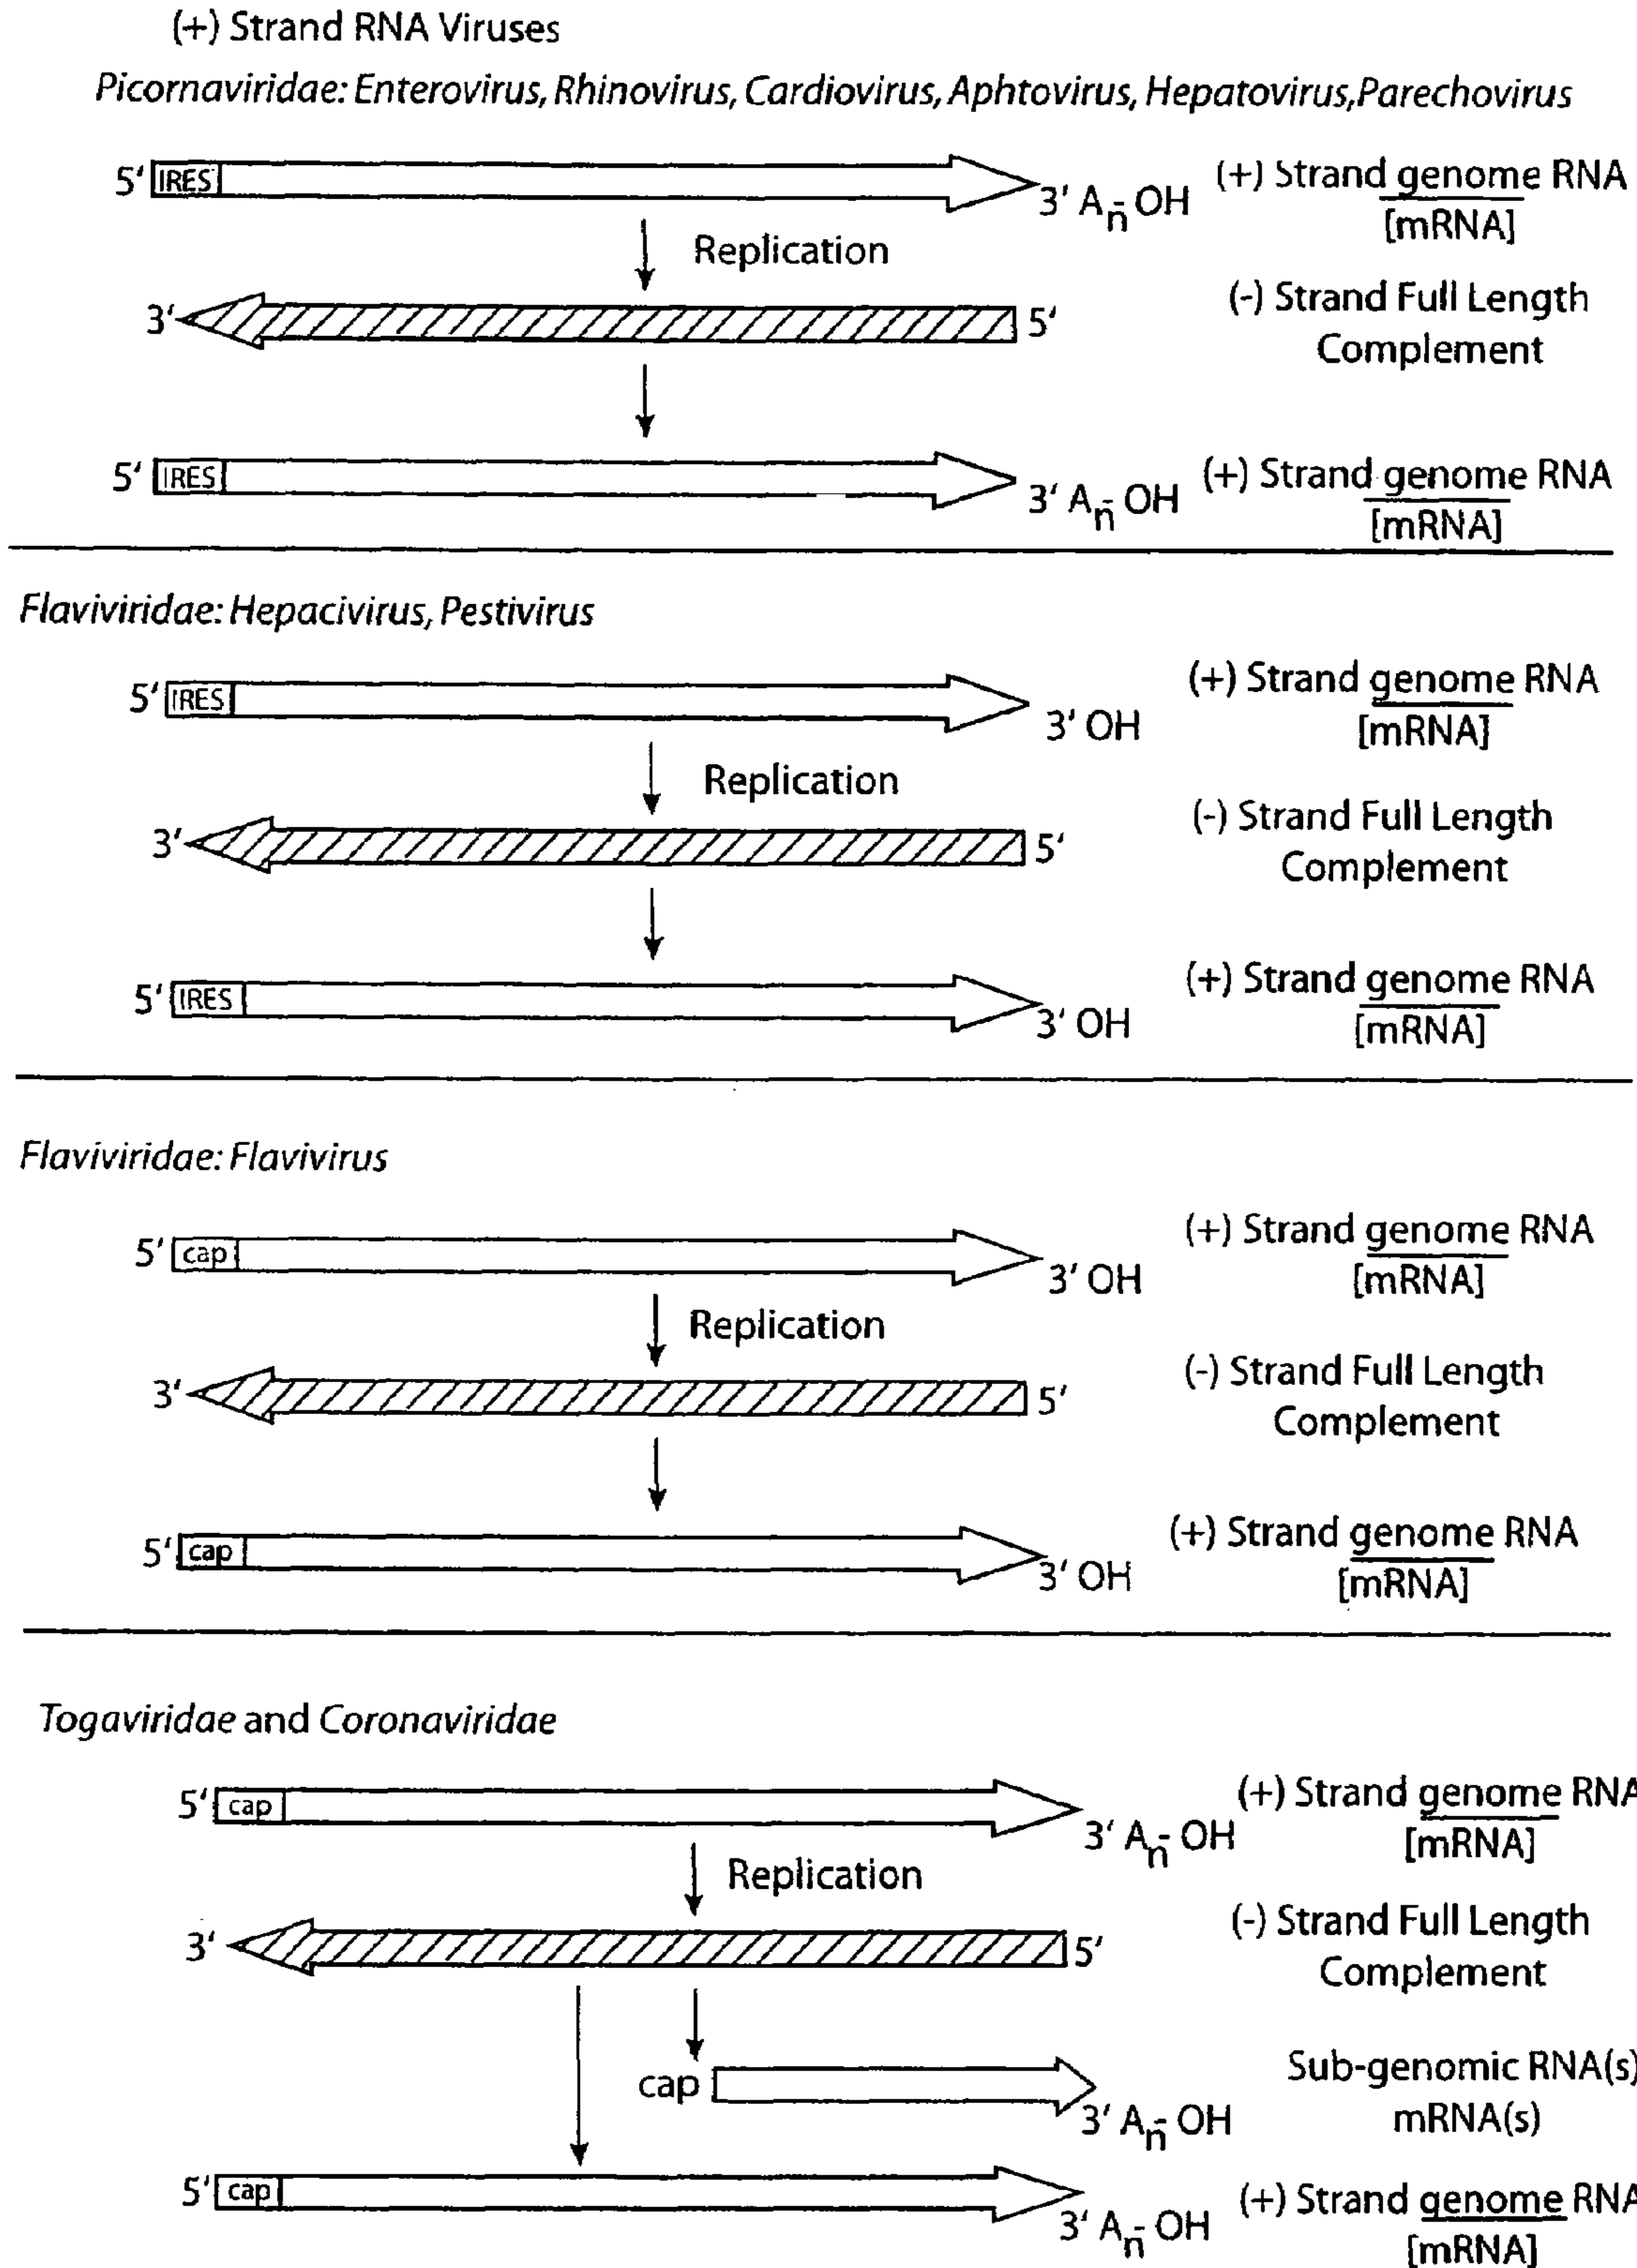 (+) Strand RNA Viruses
Picornaviridae: Enterovirus, Rhinovirus, Cardiovirus, Aphtovirus, Hepatovirus,Parechovirus
5' IRES 3' An- OH (+) Strand genome RNA
[mRNA]
Replication
3' 5' (-) Strand Full Length
Complement
5' IRES 3' An- OH (+) Strand genome RNA
[mRNA]
Flaviviridae: Hepacivirus, Pestivirus
5' IRES 3' OH (+) Strand genome RNA
[mRNA]
Replication
3' 5' (-) Strand Full Length
Complement
5' IRES 3' OH (+) Strand genome RNA
[mRNA]
Flaviviridae: Flavivirus
5' cap 3' OH (+) Strand genome RNA
[mRNA]
Replication
3' 5' (-) Strand Full Length
Complement
5' cap 3' OH (+) Strand genome RNA
[mRNA]
Togaviridae and Coronaviridae
5' cap 3' An- OH (+) Strand genome RNA
[mRNA]
Replication
3' 5' (-) Strand Full Length
Complement
cap 3' An- OH Sub-genomic RNA(s)
mRNA(s)
5' cap 3' An- OH (+) Strand genome RNA
[mRNA]